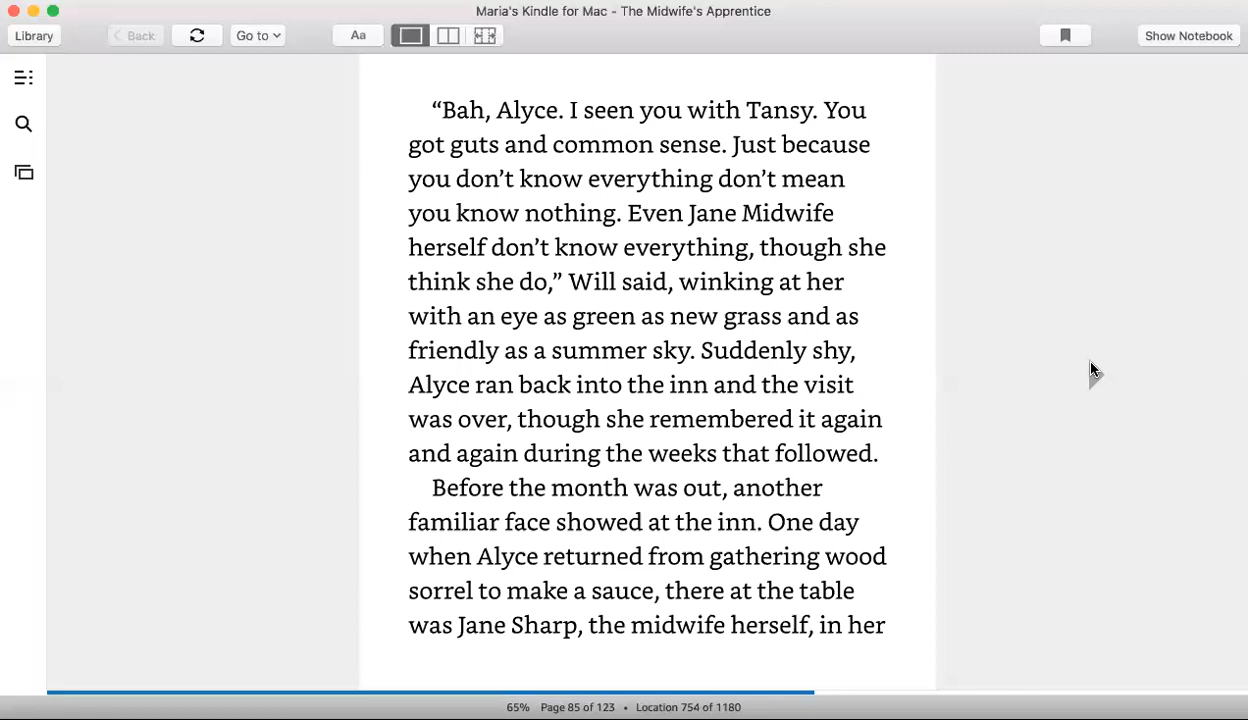 Maria's Kindle for Mac - The Midwife's Apprentice
Library Back Go to Aa Show Notebook
“Bah, Alyce. I seen you with Tansy. You
got guts and common sense. Just because
you don’t know everything don’t mean
you know nothing. Even Jane Midwife
herself don’t know everything, though she
think she do,” Will said, winking at her
with an eye as green as new grass and as
friendly as a summer sky. Suddenly shy,
Alyce ran back into the inn and the visit
was over, though she remembered it again
and again during the weeks that followed.
Before the month was out, another
familiar face showed at the inn. One day
when Alyce returned from gathering wood
sorrel to make a sauce, there at the table
was Jane Sharp, the midwife herself, in her
65% Page 85 of 123 • Location 754 of 1180